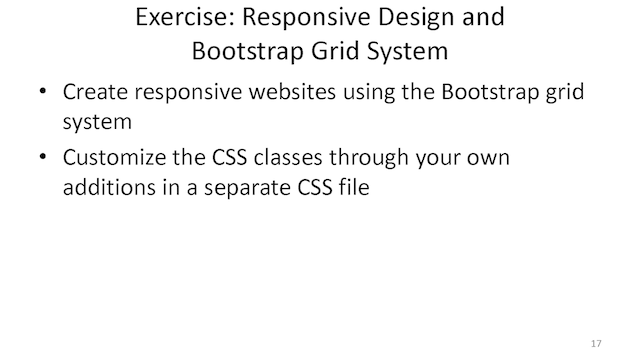 Exercise: Responsive Design and
Bootstrap Grid System
• Create responsive websites using the Bootstrap grid
system
• Customize the CSS classes through your own
additions in a separate CSS file
17